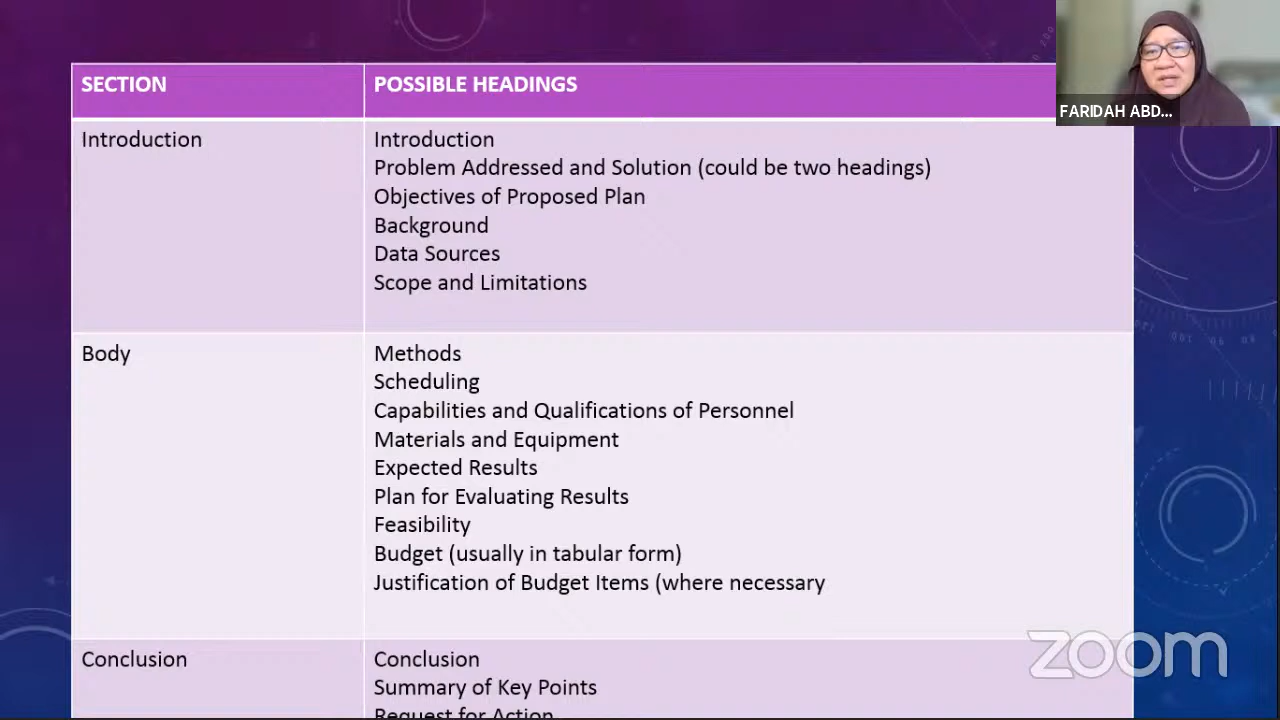 SECTION
POSSIBLE HEADINGS
Introduction
Introduction
Problem Addressed and Solution (could be two headings)
Objectives of Proposed Plan
Background
Data Sources
Scope and Limitations
Body
Methods
Scheduling
Capabilities and Qualifications of Personnel
Materials and Equipment
Expected Results
Plan for Evaluating Results
Feasibility
Budget (usually in tabular form)
Justification of Budget Items (where necessary
Conclusion
Conclusion
Summary of Key Points
Request for Action
FARIDAH ABD...
zoom